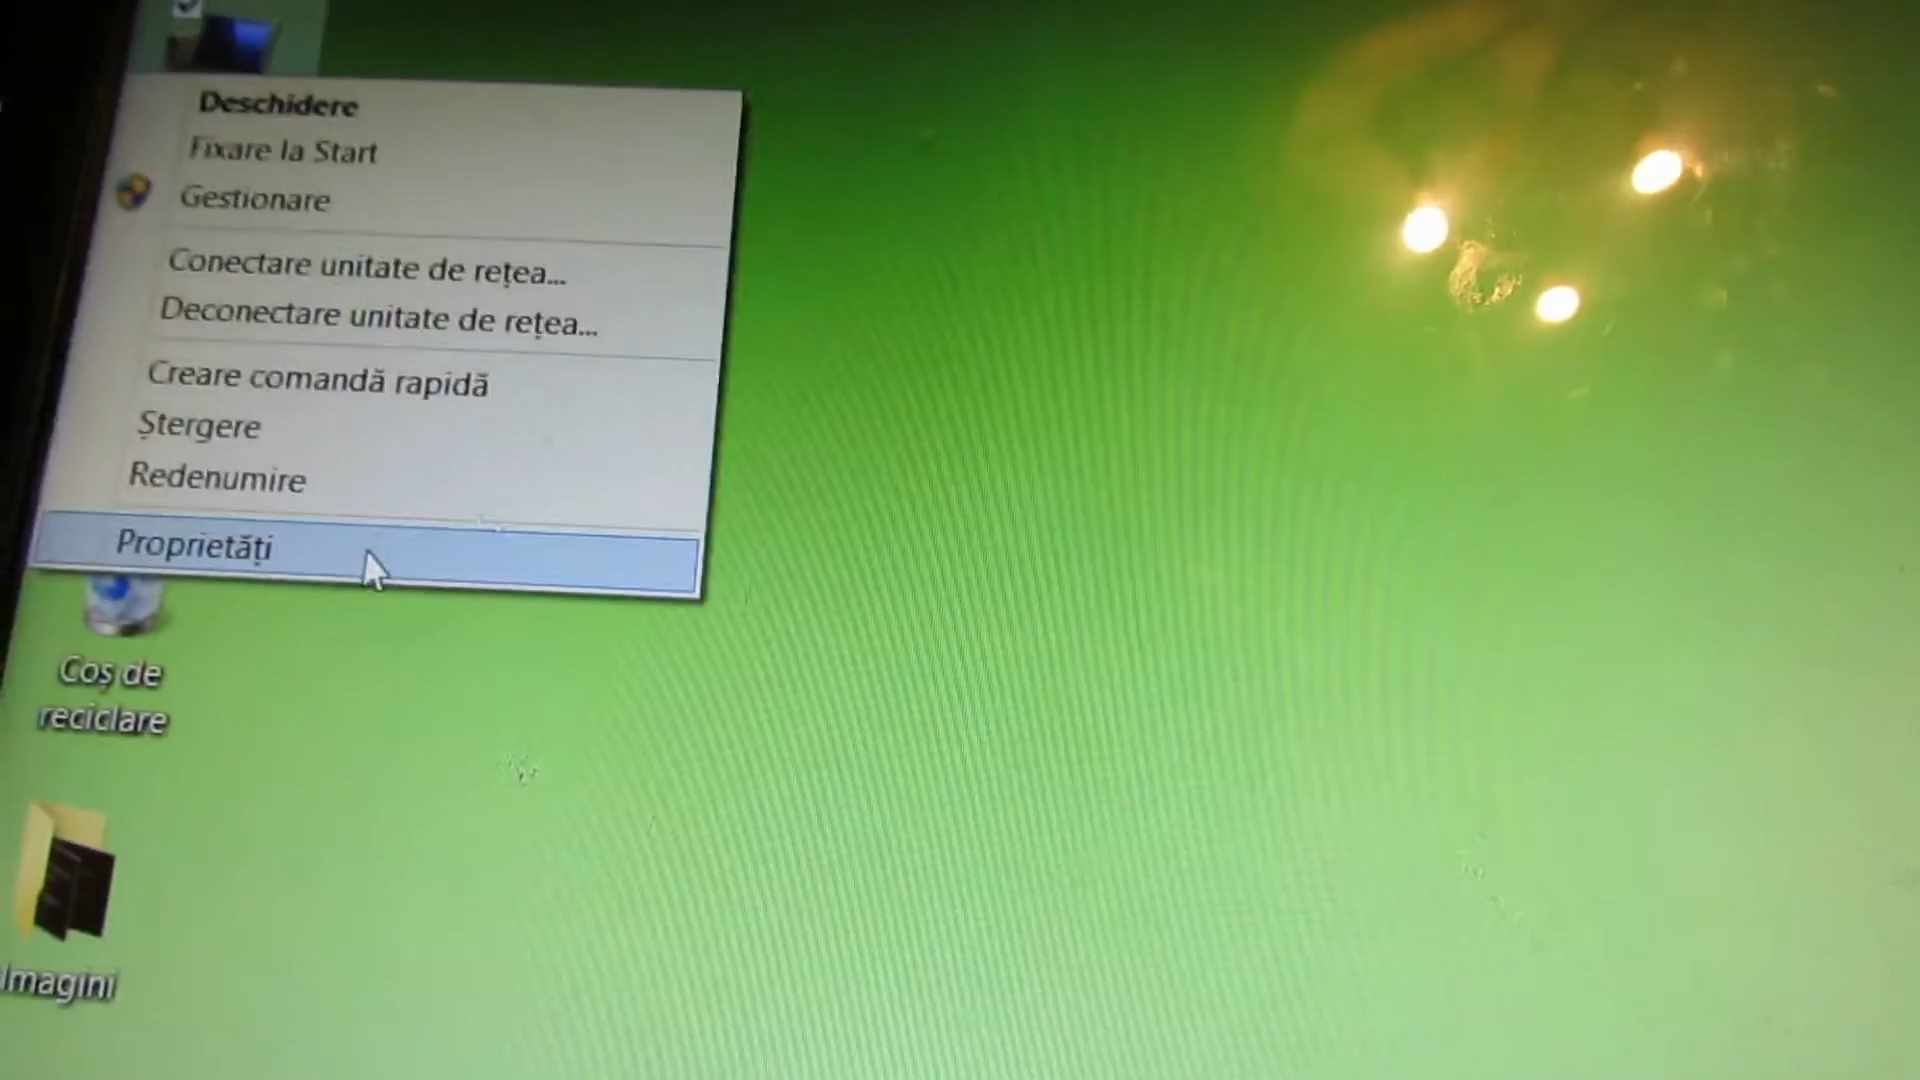 Deschidere
Fixare la Start
Gestionare
Conectare unitate de rețea...
Deconectare unitate de rețea...
Creare comandă rapidă
Ștergere
Redenumire
Proprietăți
Coș de
reciclare
Imagini